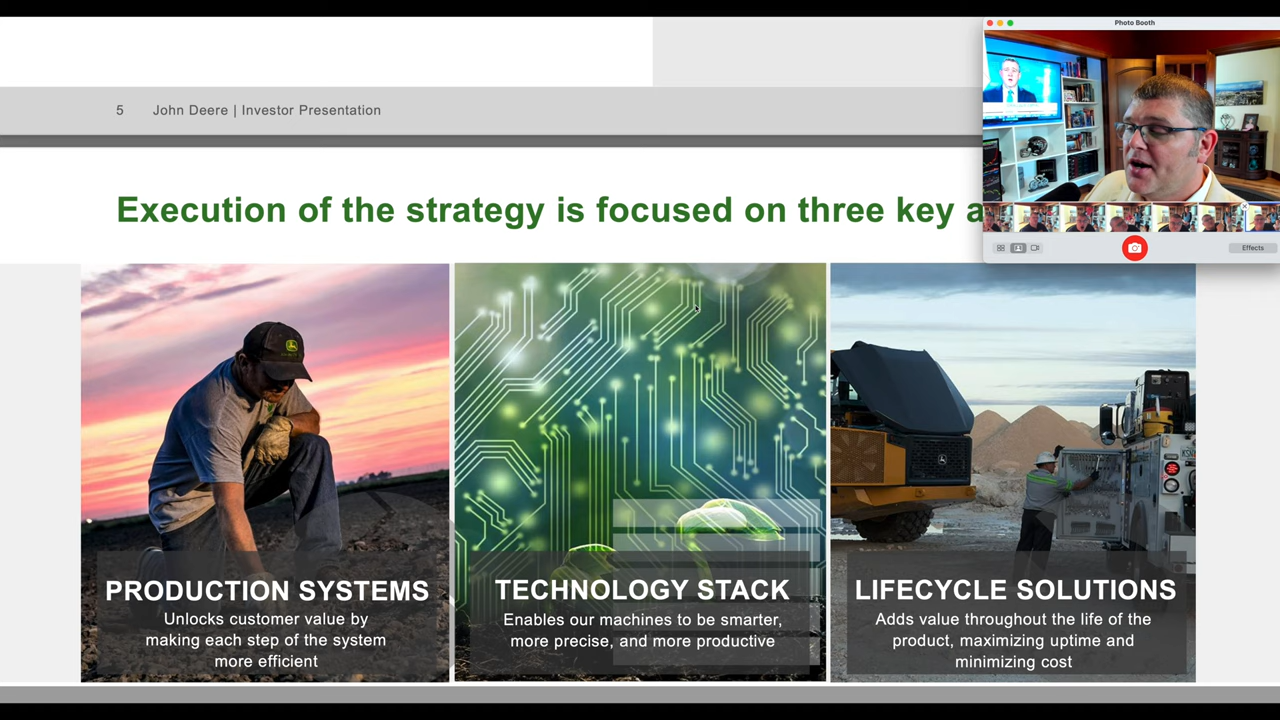 Photo Booth
5 John Deere | Investor Presentation
Execution of the strategy is focused on three key a
Effects
PRODUCTION SYSTEMS
Unlocks customer value by
making each step of the system
more efficient
TECHNOLOGY STACK
Enables our machines to be smarter,
more precise, and more productive
LIFECYCLE SOLUTIONS
Adds value throughout the life of the
product, maximizing uptime and
minimizing cost